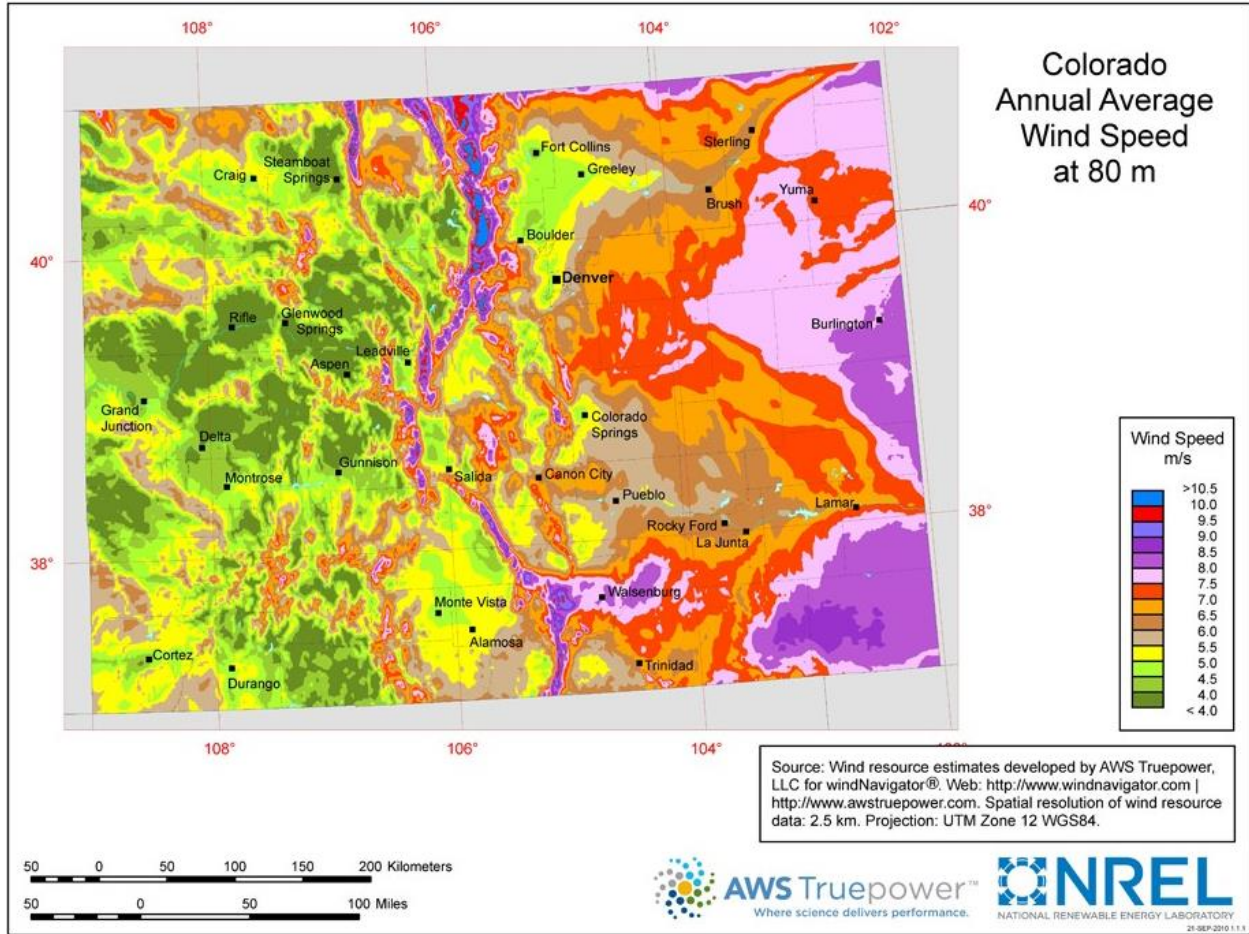 108°
106°
104°
102°
Colorado
Annual Average
Wind Speed
at 80 m
Fort Collins
Sterling
Steamboat
Springs
Craig
Greeley
Brush
Yuma
40°
Boulder
40°
Denver
Rifle
Glenwood
Springs
Burlington
Leadville
Aspen
Grand
Junction
Colorado
Springs
Delta
Gunnison
Salida
Canon City
Montrose
Pueblo
Lamar
38°
Rocky Ford
La Junta
38°
Walsenburg
Monte Vista
Alamosa
Cortez
Trinidad
Durango
108°
106°
104°
Wind Speed
m/s
>10.5
10.0
9.5
9.0
8.5
8.0
7.5
7.0
6.5
6.0
5.5
5.0
4.0
< 4.0
Source: Wind resource estimates developed by AWS Truepower,
LLC for windNavigator®. Web: http://www.windnavigator.com |
http://www.awstruepower.com. Spatial resolution of wind resource
data: 2.5 km. Projection: UTM Zone 12 WGS84.
50 0 50 100 150 200 Kilometers
50 0 50 100 Miles
AWS Truepower™
Where science delivers performance.
NREL
NATIONAL RENEWABLE ENERGY LABORATORY
21-SEP-2010 1.1.1